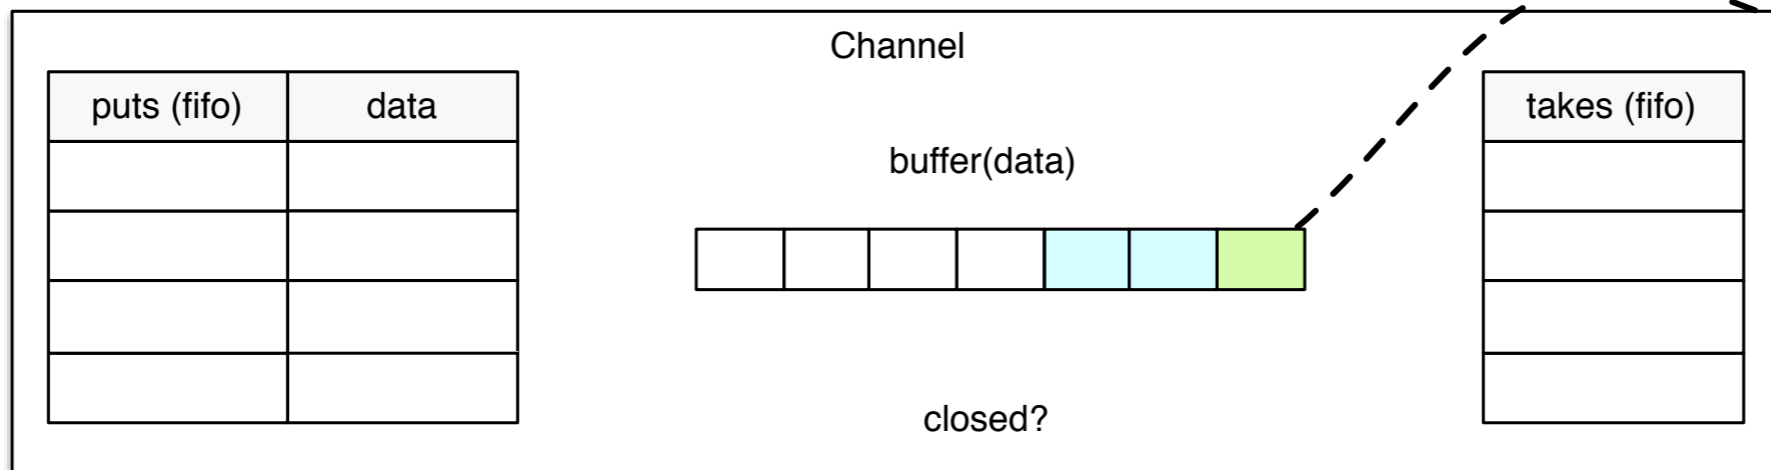 Channel
puts (fifo)
data
buffer(data)
takes (fifo)
closed?